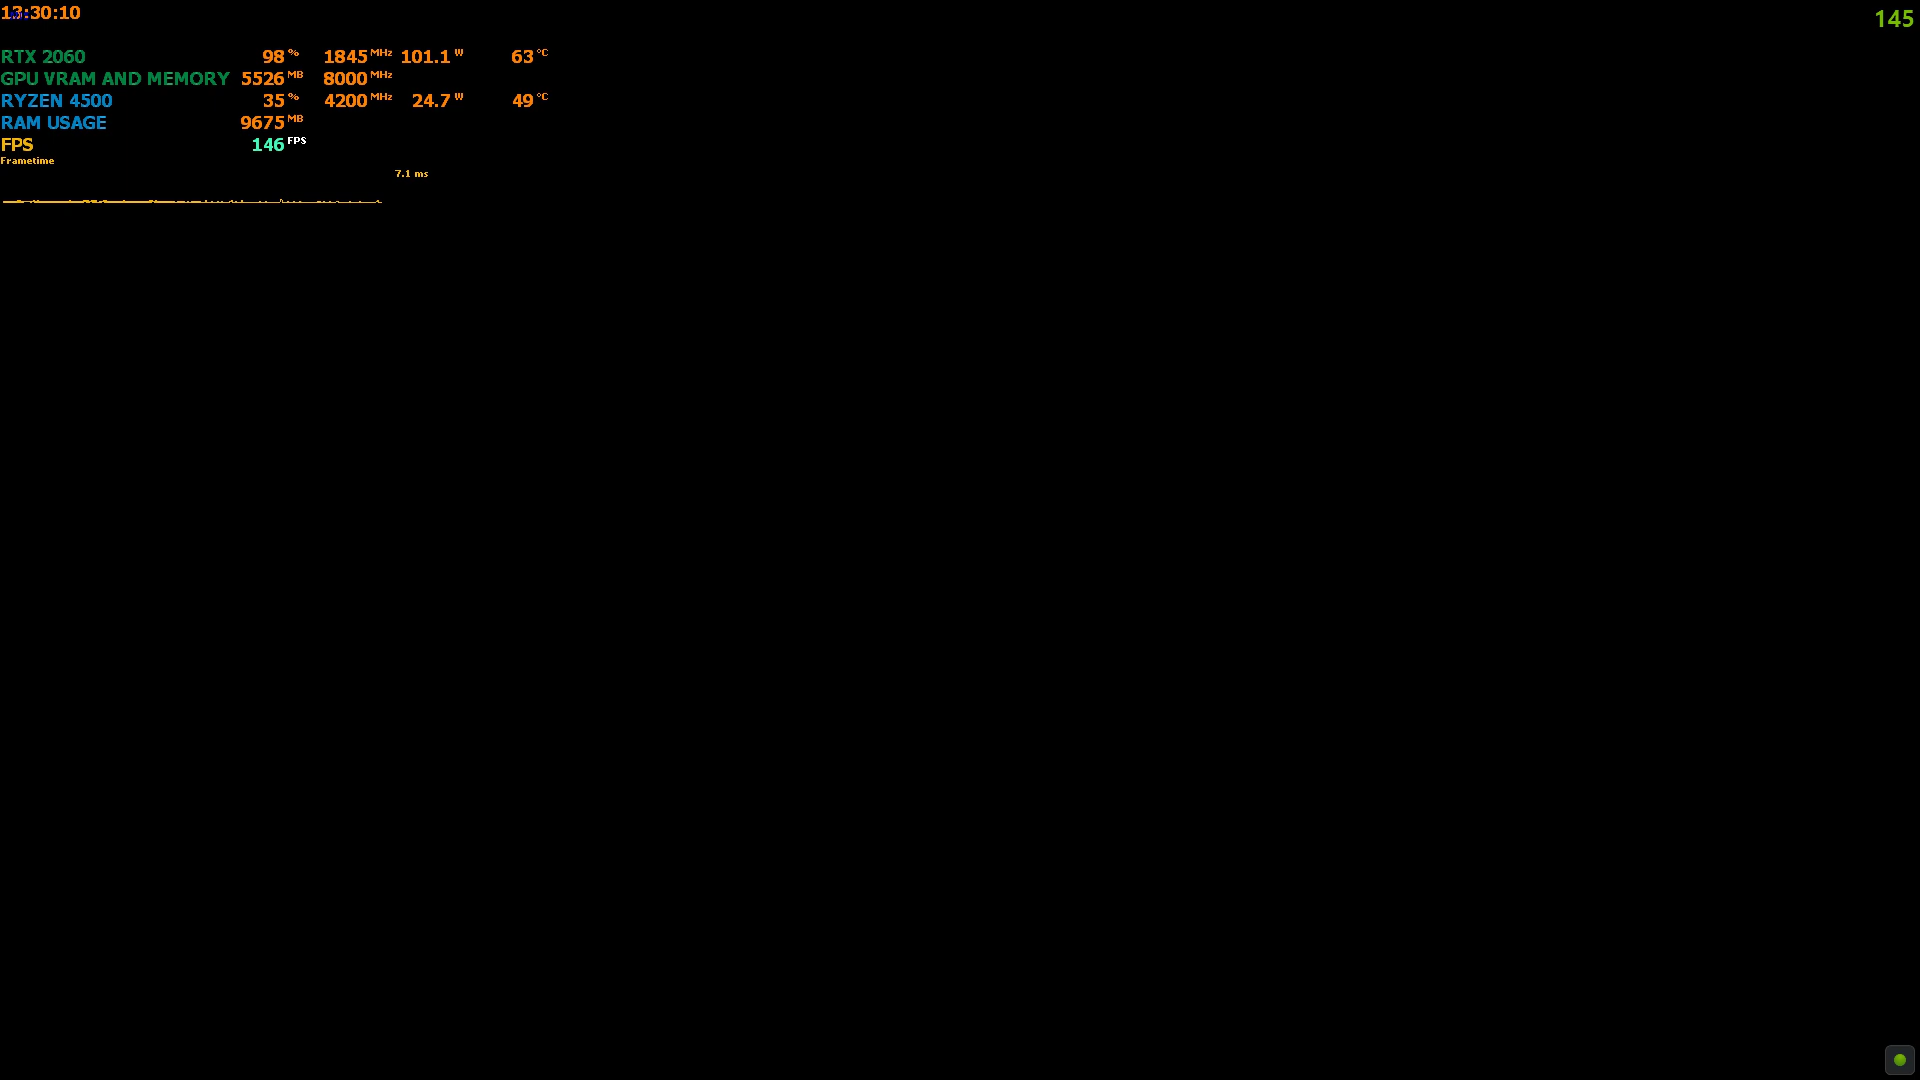 13:30:10
145
RTX 2060 98 % 1845 MHz 101.1 W 63 °C
GPU VRAM AND MEMORY 5526 MB 8000 MHz
RYZEN 4500 35 % 4200 MHz 24.7 W 49 °C
RAM USAGE 9675 MB
FPS 146 FPS
Frametime
7.1 ms